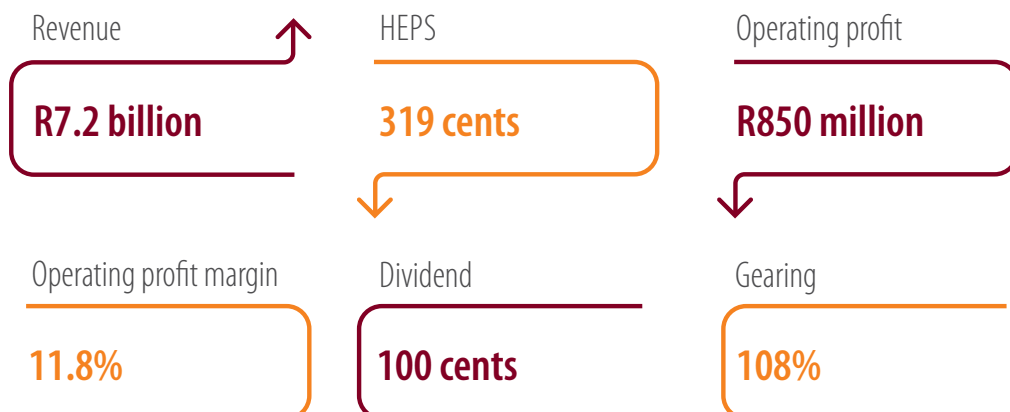 Revenue
HEPS
Operating profit
R7.2 billion
319 cents
R850 million
Operating profit margin
Dividend
Gearing
11.8%
100 cents
108%